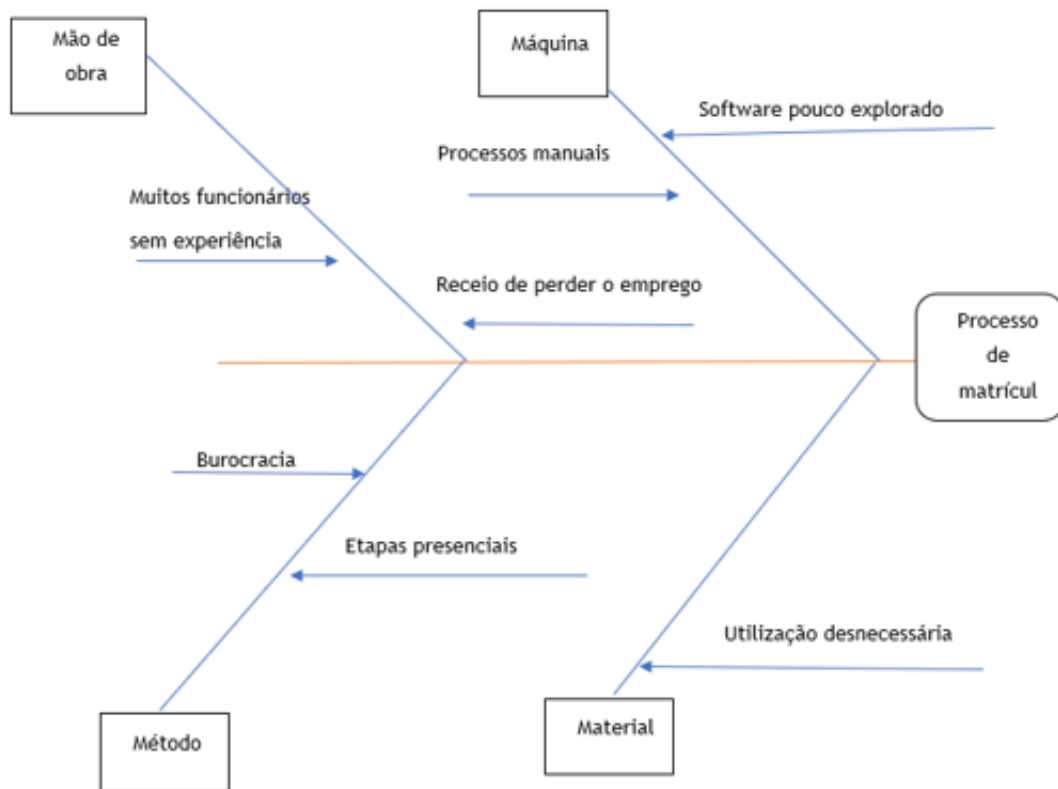 Mão de
obra
Máquina
Software pouco explorado
Processos manuais
Muitos funcionários
sem experiência
Receio de perder o emprego
Processo
de
matrícul
Burocracia
Etapas presenciais
Utilização desnecessária
Método
Material